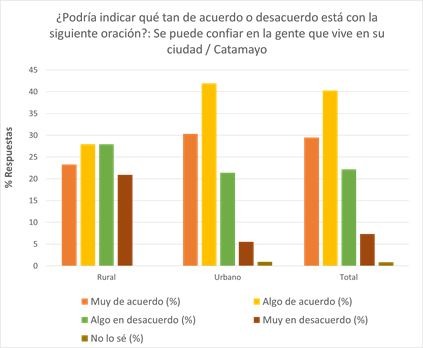 ¿Podría indicar qué tan de acuerdo o desacuerdo está con la
siguiente oración?: Se puede confiar en la gente que vive en su
ciudad / Catamayo
% Respuestas
45
40
35
30
25
20
15
10
5
0
Rural Urbano Total
Muy de acuerdo (%) Algo de acuerdo (%)
Algo en desacuerdo (%) Muy en desacuerdo (%)
No lo sé (%)